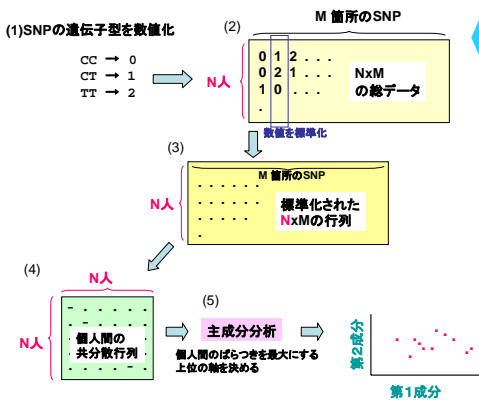 (1)SNPの遺伝子型を数値化
CC → 0
CT → 1
TT → 2
(2)
M 箇所のSNP
N人
0 1 2 . . .
0 2 1 . . .
1 0 . . .
.
NxM
の総データ
数値を標準化
(3)
M 箇所のSNP
N人
. . . . . .
. . . . . .
. . . . . .
.
標準化された
NxMの行列
(4)
N人
N人
個人間の
共分散行列
(5)
主成分分析
個人間のばらつきを最大にする
上位の軸を決める
第2成分
第1成分